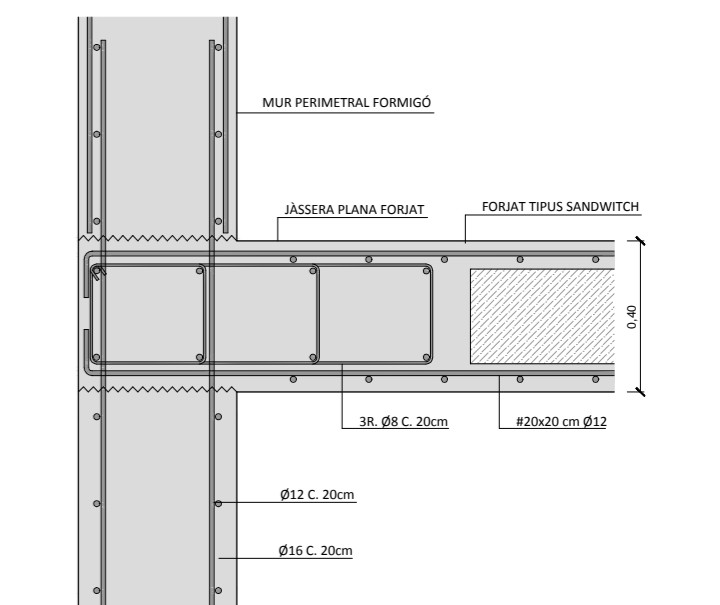 MUR PERIMETRAL FORMIGÓ
JÀSSERA PLANA FORJAT
FORJAT TIPUS SANDWITCH
0,40
3R. Ø8 C. 20cm
#20x20 cm Ø12
Ø12 C. 20cm
Ø16 C. 20cm